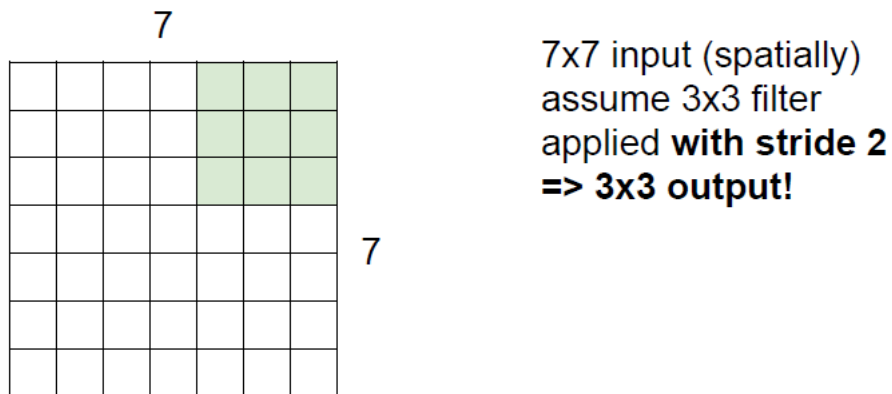 7
7
7x7 input (spatially)
assume 3x3 filter
applied with stride 2
=> 3x3 output!